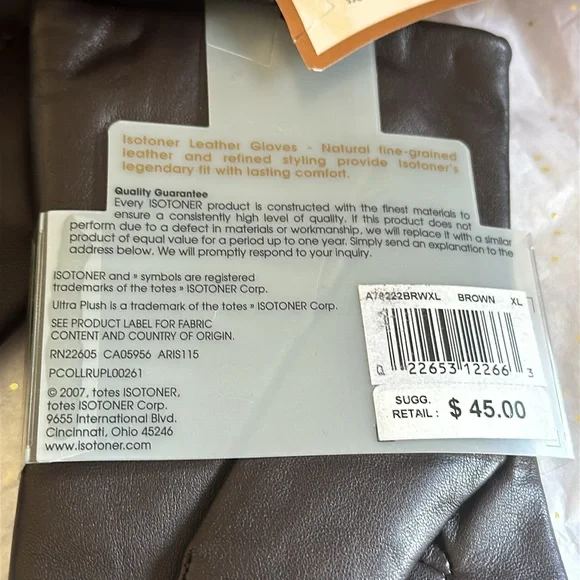 Isotoner Leather Gloves - Natural fine-grained
leather and refined styling provide Isotoner's
legendary fit with lasting comfort.
Quality Guarantee
Every ISOTONER product is constructed with the finest materials to
ensure a consistently high level of quality. If this product does not
perform due to a defect in materials or workmanship, we will replace it with a similar
product of equal value for a period up to one year. Simply send an explanation to the
address below. We will promptly respond to your inquiry.
ISOTONER and » symbols are registered
trademarks of the totes » ISOTONER Corp.
Ultra Plush is a trademark of the totes » ISOTONER Corp.
SEE PRODUCT LABEL FOR FABRIC
CONTENT AND COUNTRY OF ORIGIN.
RN22605 CA05956 ARIS115
PCOLLRUPL00261
© 2007, totes ISOTONER,
totes ISOTONER Corp.
9655 International Blvd.
Cincinnati, Ohio 45246
www.isotoner.com
A78222BRWXL BROWN XL
0 22653 12266 3
SUGG.
RETAIL : $ 45.00